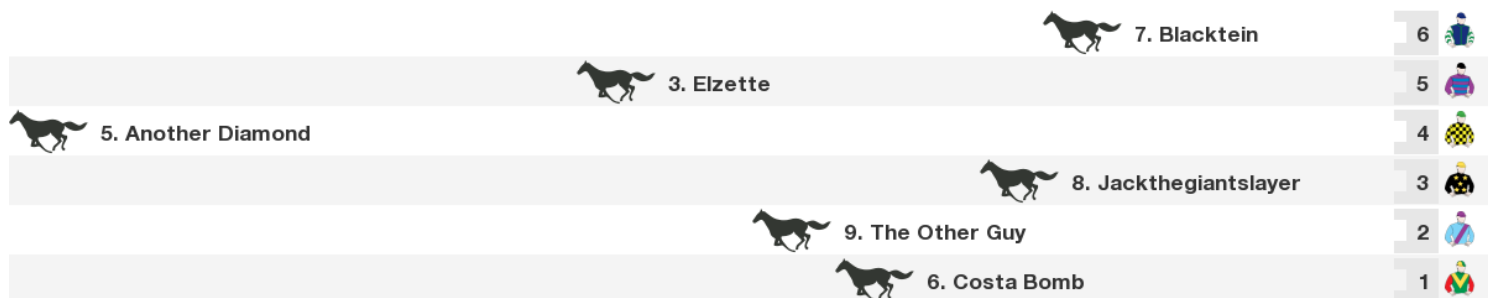 7. Blacktein 6
3. Elzette 5
5. Another Diamond 4
8. Jackthegiantslayer 3
9. The Other Guy 2
6. Costa Bomb 1